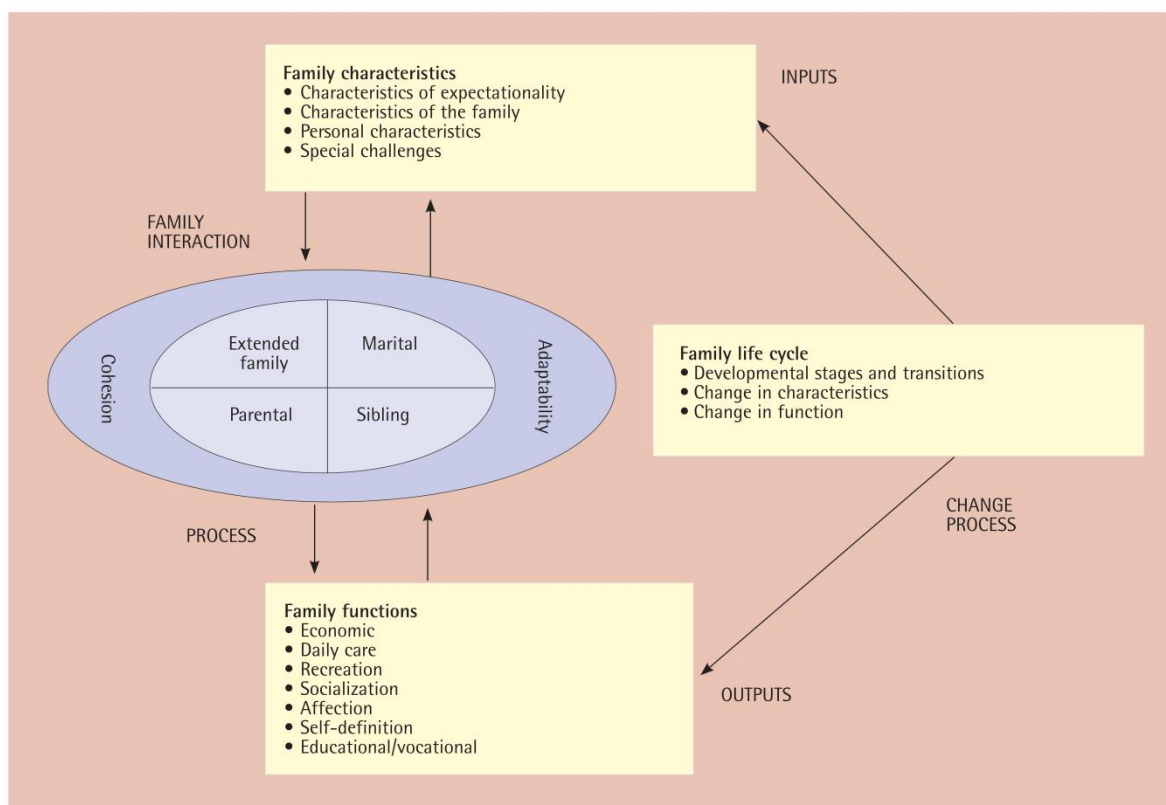 Family characteristics
• Characteristics of expectationality
• Characteristics of the family
• Personal characteristics
• Special challenges
INPUTS
FAMILY
INTERACTION
Cohesion
Extended
family
Marital
Parental
Sibling
Adaptability
Family life cycle
• Developmental stages and transitions
• Change in characteristics
• Change in function
PROCESS
CHANGE
PROCESS
Family functions
• Economic
• Daily care
• Recreation
• Socialization
• Affection
• Self-definition
• Educational/vocational
OUTPUTS